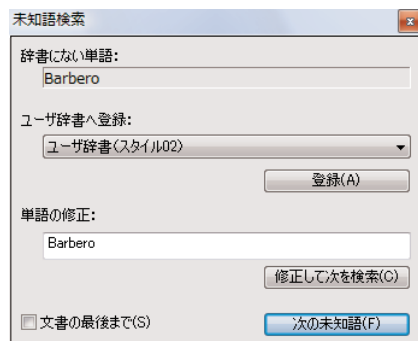 未知語検索
辞書にない単語:
Barbero
ユーザ辞書へ登録:
ユーザ辞書(スタイル02)
登録(A)
単語の修正:
Barbero
修正して次を検索(C)
文書の最後まで(S)
次の未知語(F)